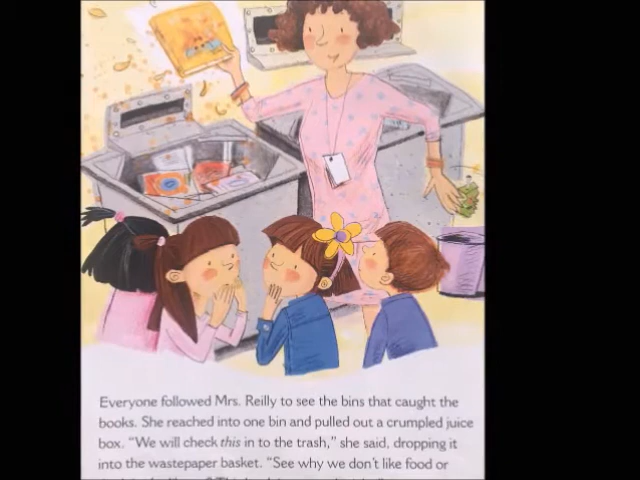 Everyone followed Mrs. Reilly to see the bins that caught the
books. She reached into one bin and pulled out a crumpled juice
box. "We will check this in to the trash," she said, dropping it
into the wastepaper basket. "See why we don't like food or